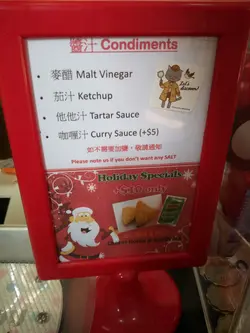 醬汁 Condiments
• 麥醋 Malt Vinegar
• 茄汁 Ketchup
• 他他汁 Tartar Sauce
• 咖喱汁 Curry Sauce (+$5)
如不需要加鹽，敬請通知
Please note us if you don't want any SALT
Holiday Specials